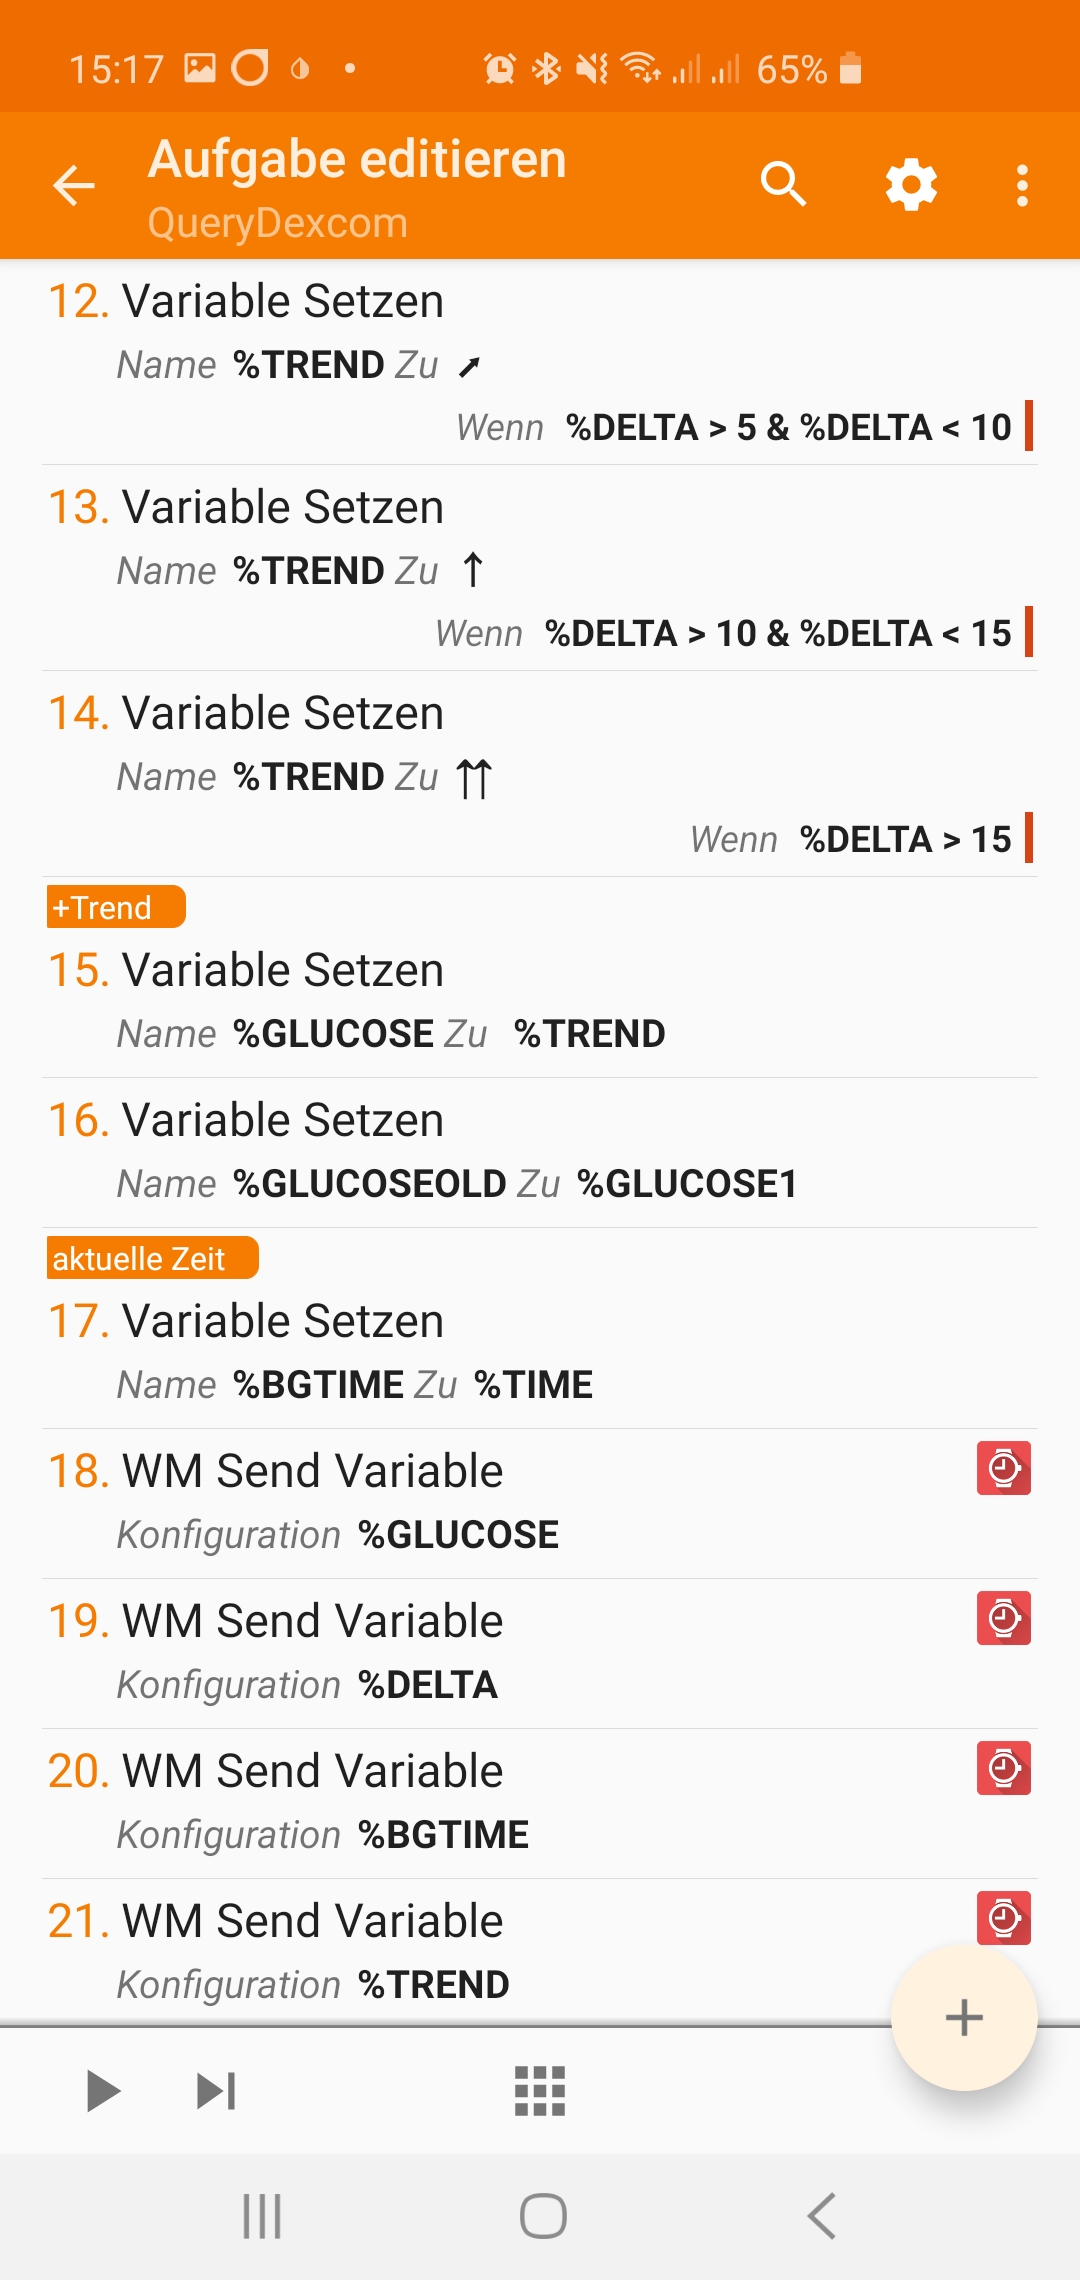 15:17 65%
Aufgabe editieren
QueryDexcom
12. Variable Setzen
Name %TREND Zu ➚
Wenn %DELTA > 5 & %DELTA < 10
13. Variable Setzen
Name %TREND Zu ↑
Wenn %DELTA > 10 & %DELTA < 15
14. Variable Setzen
Name %TREND Zu ⇈
Wenn %DELTA > 15
+Trend
15. Variable Setzen
Name %GLUCOSE Zu %TREND
16. Variable Setzen
Name %GLUCOSEOLD Zu %GLUCOSE1
aktuelle Zeit
17. Variable Setzen
Name %BGTIME Zu %TIME
18. WM Send Variable
Konfiguration %GLUCOSE
19. WM Send Variable
Konfiguration %DELTA
20. WM Send Variable
Konfiguration %BGTIME
21. WM Send Variable
Konfiguration %TREND